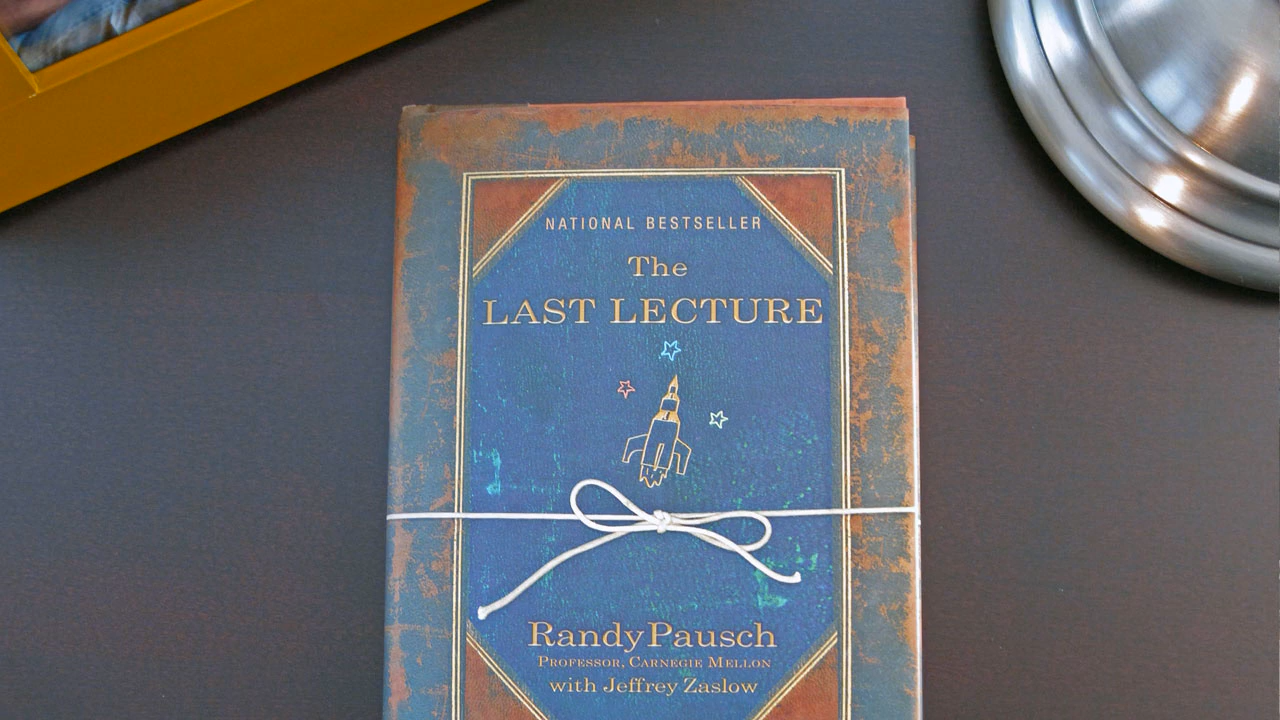 NATIONAL BESTSELLER
The
LAST LECTURE
Randy Pausch
PROFESSOR, CARNEGIE MELLON
with Jeffrey Zaslow